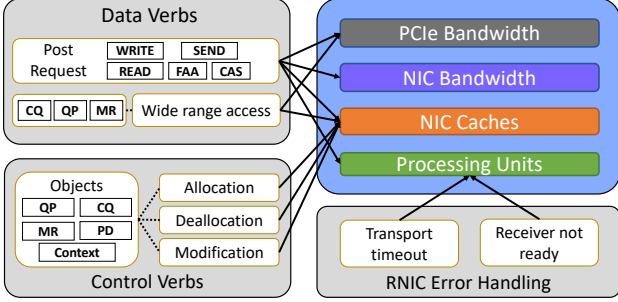 Data Verbs
Post
Request
WRITE SEND
READ FAA CAS
CQ QP MR
Wide range access
Objects
QP CQ
MR PD
Context
Allocation
Deallocation
Modification
Control Verbs
PCIe Bandwidth
NIC Bandwidth
NIC Caches
Processing Units
Transport
timeout
Receiver not
ready
RNIC Error Handling